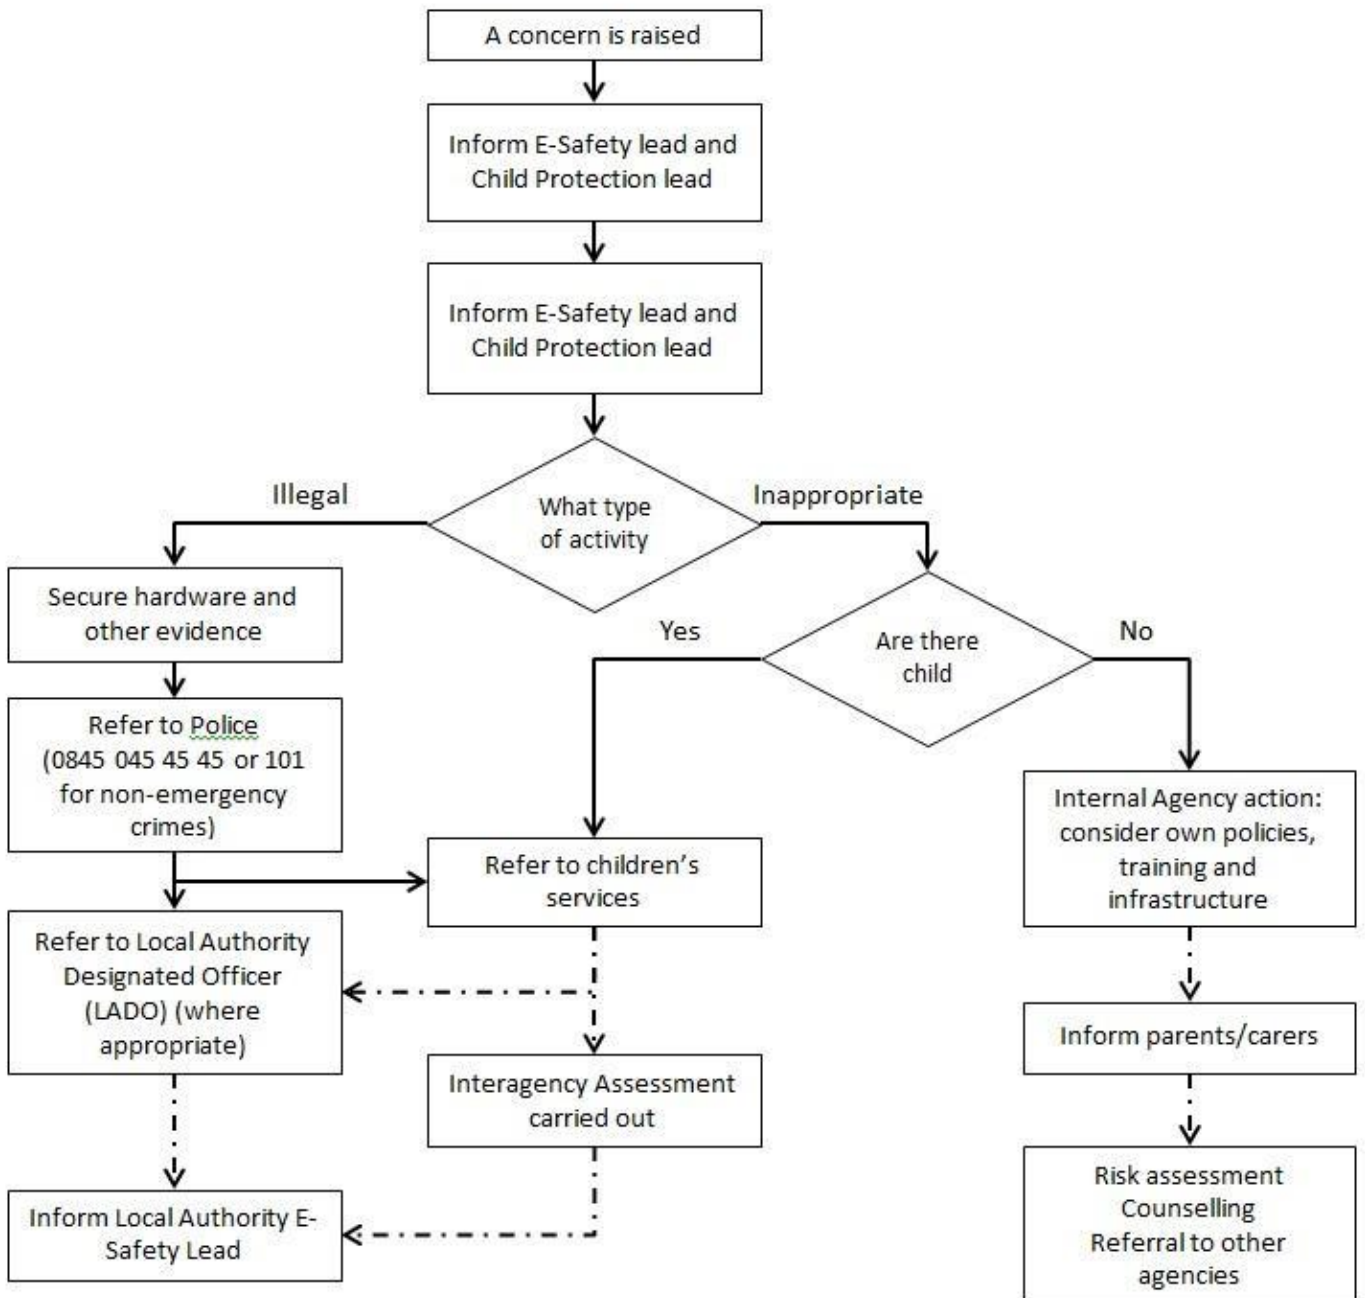 A concern is raised
Inform E-Safety lead and
Child Protection lead
Inform E-Safety lead and
Child Protection lead
What type
of activity
Illegal
Inappropriate
Secure hardware and
other evidence
Refer to Police
(0845 045 45 45 or 101
for non-emergency
crimes)
Are there
child
Yes
No
Refer to children’s
services
Internal Agency action:
consider own policies,
training and
infrastructure
Refer to Local Authority
Designated Officer
(LADO) (where
appropriate)
Interagency Assessment
carried out
Inform parents/carers
Inform Local Authority E-
Safety Lead
Risk assessment
Counselling
Referral to other
agencies